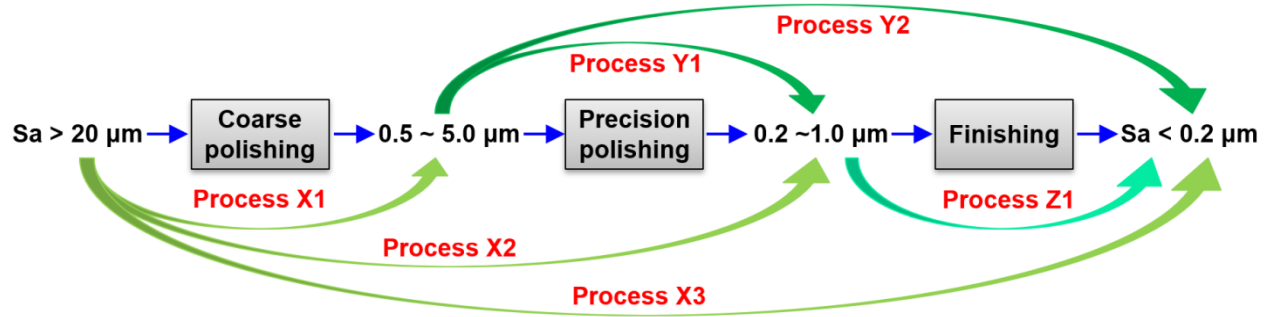 Process Y2
Process Y1
Sa > 20 µm
Coarse
polishing
0.5 ~ 5.0 µm
Precision
polishing
0.2 ~1.0 µm
Finishing
Sa < 0.2 µm
Process X1
Process Z1
Process X2
Process X3